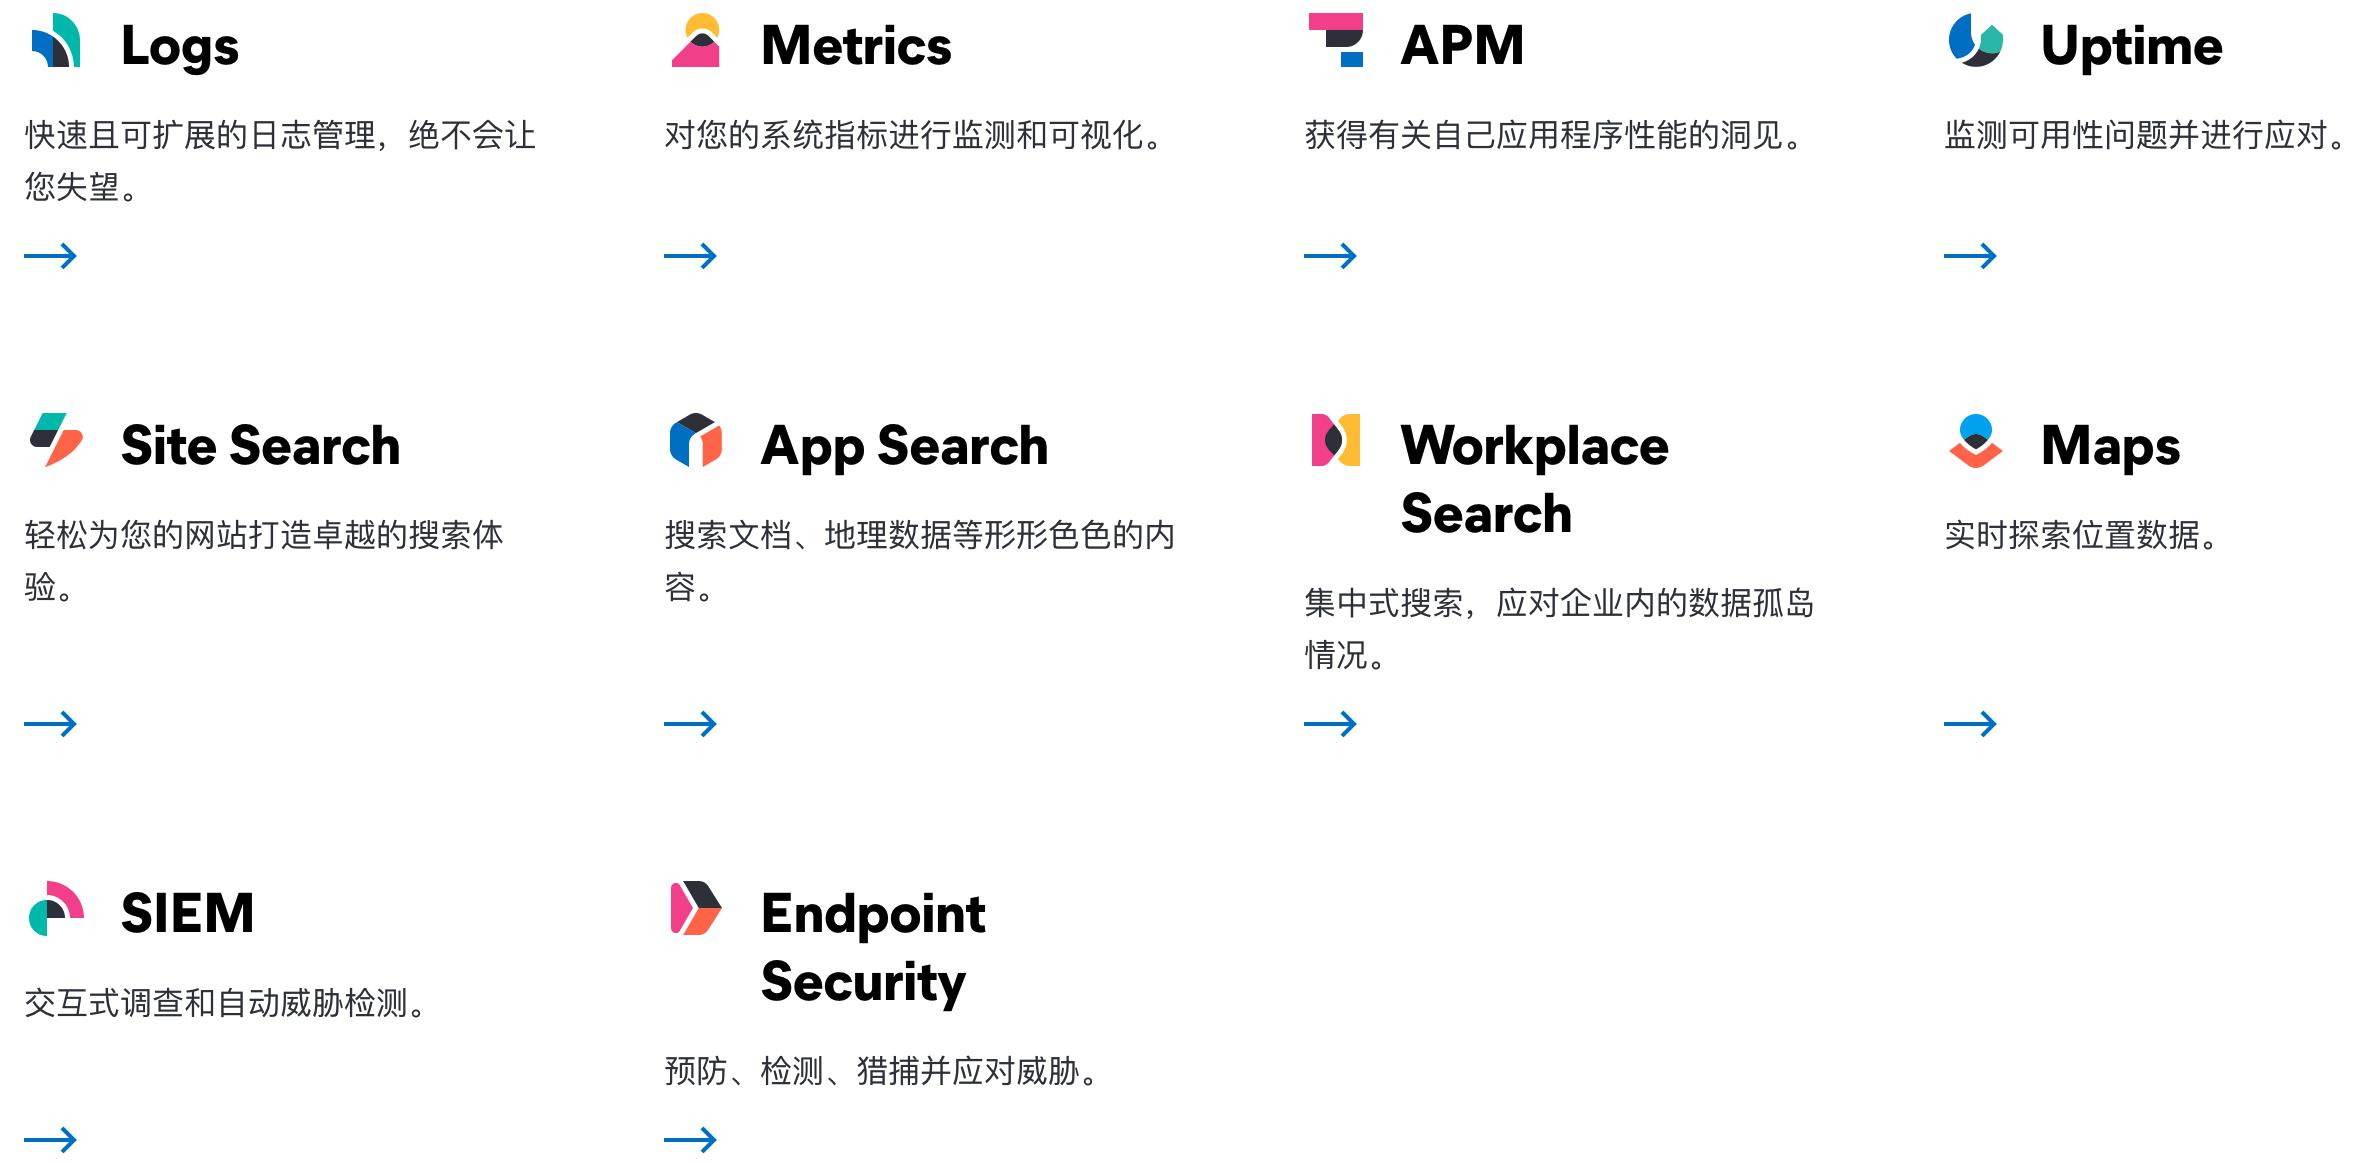 Logs
快速且可扩展的日志管理，绝不会让
您失望。
Metrics
对您的系统指标进行监测和可视化。
APM
获得有关自己应用程序性能的洞见。
Uptime
监测可用性问题并进行应对。
Site Search
轻松为您的网站打造卓越的搜索体
验。
App Search
搜索文档、地理数据等形形色色的内
容。
Workplace
Search
集中式搜索，应对企业内的数据孤岛
情况。
Maps
实时探索位置数据。
SIEM
交互式调查和自动威胁检测。
Endpoint
Security
预防、检测、猎捕并应对威胁。